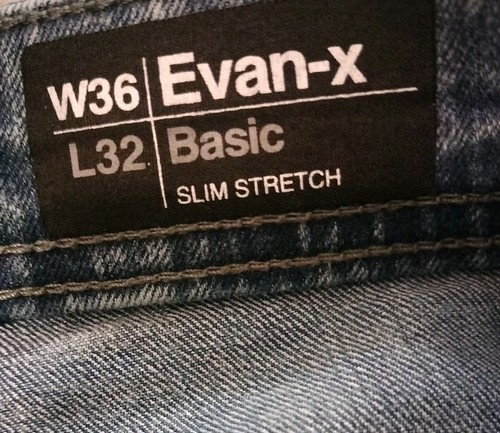 W36 Evan-x
L32 Basic
SLIM STRETCH